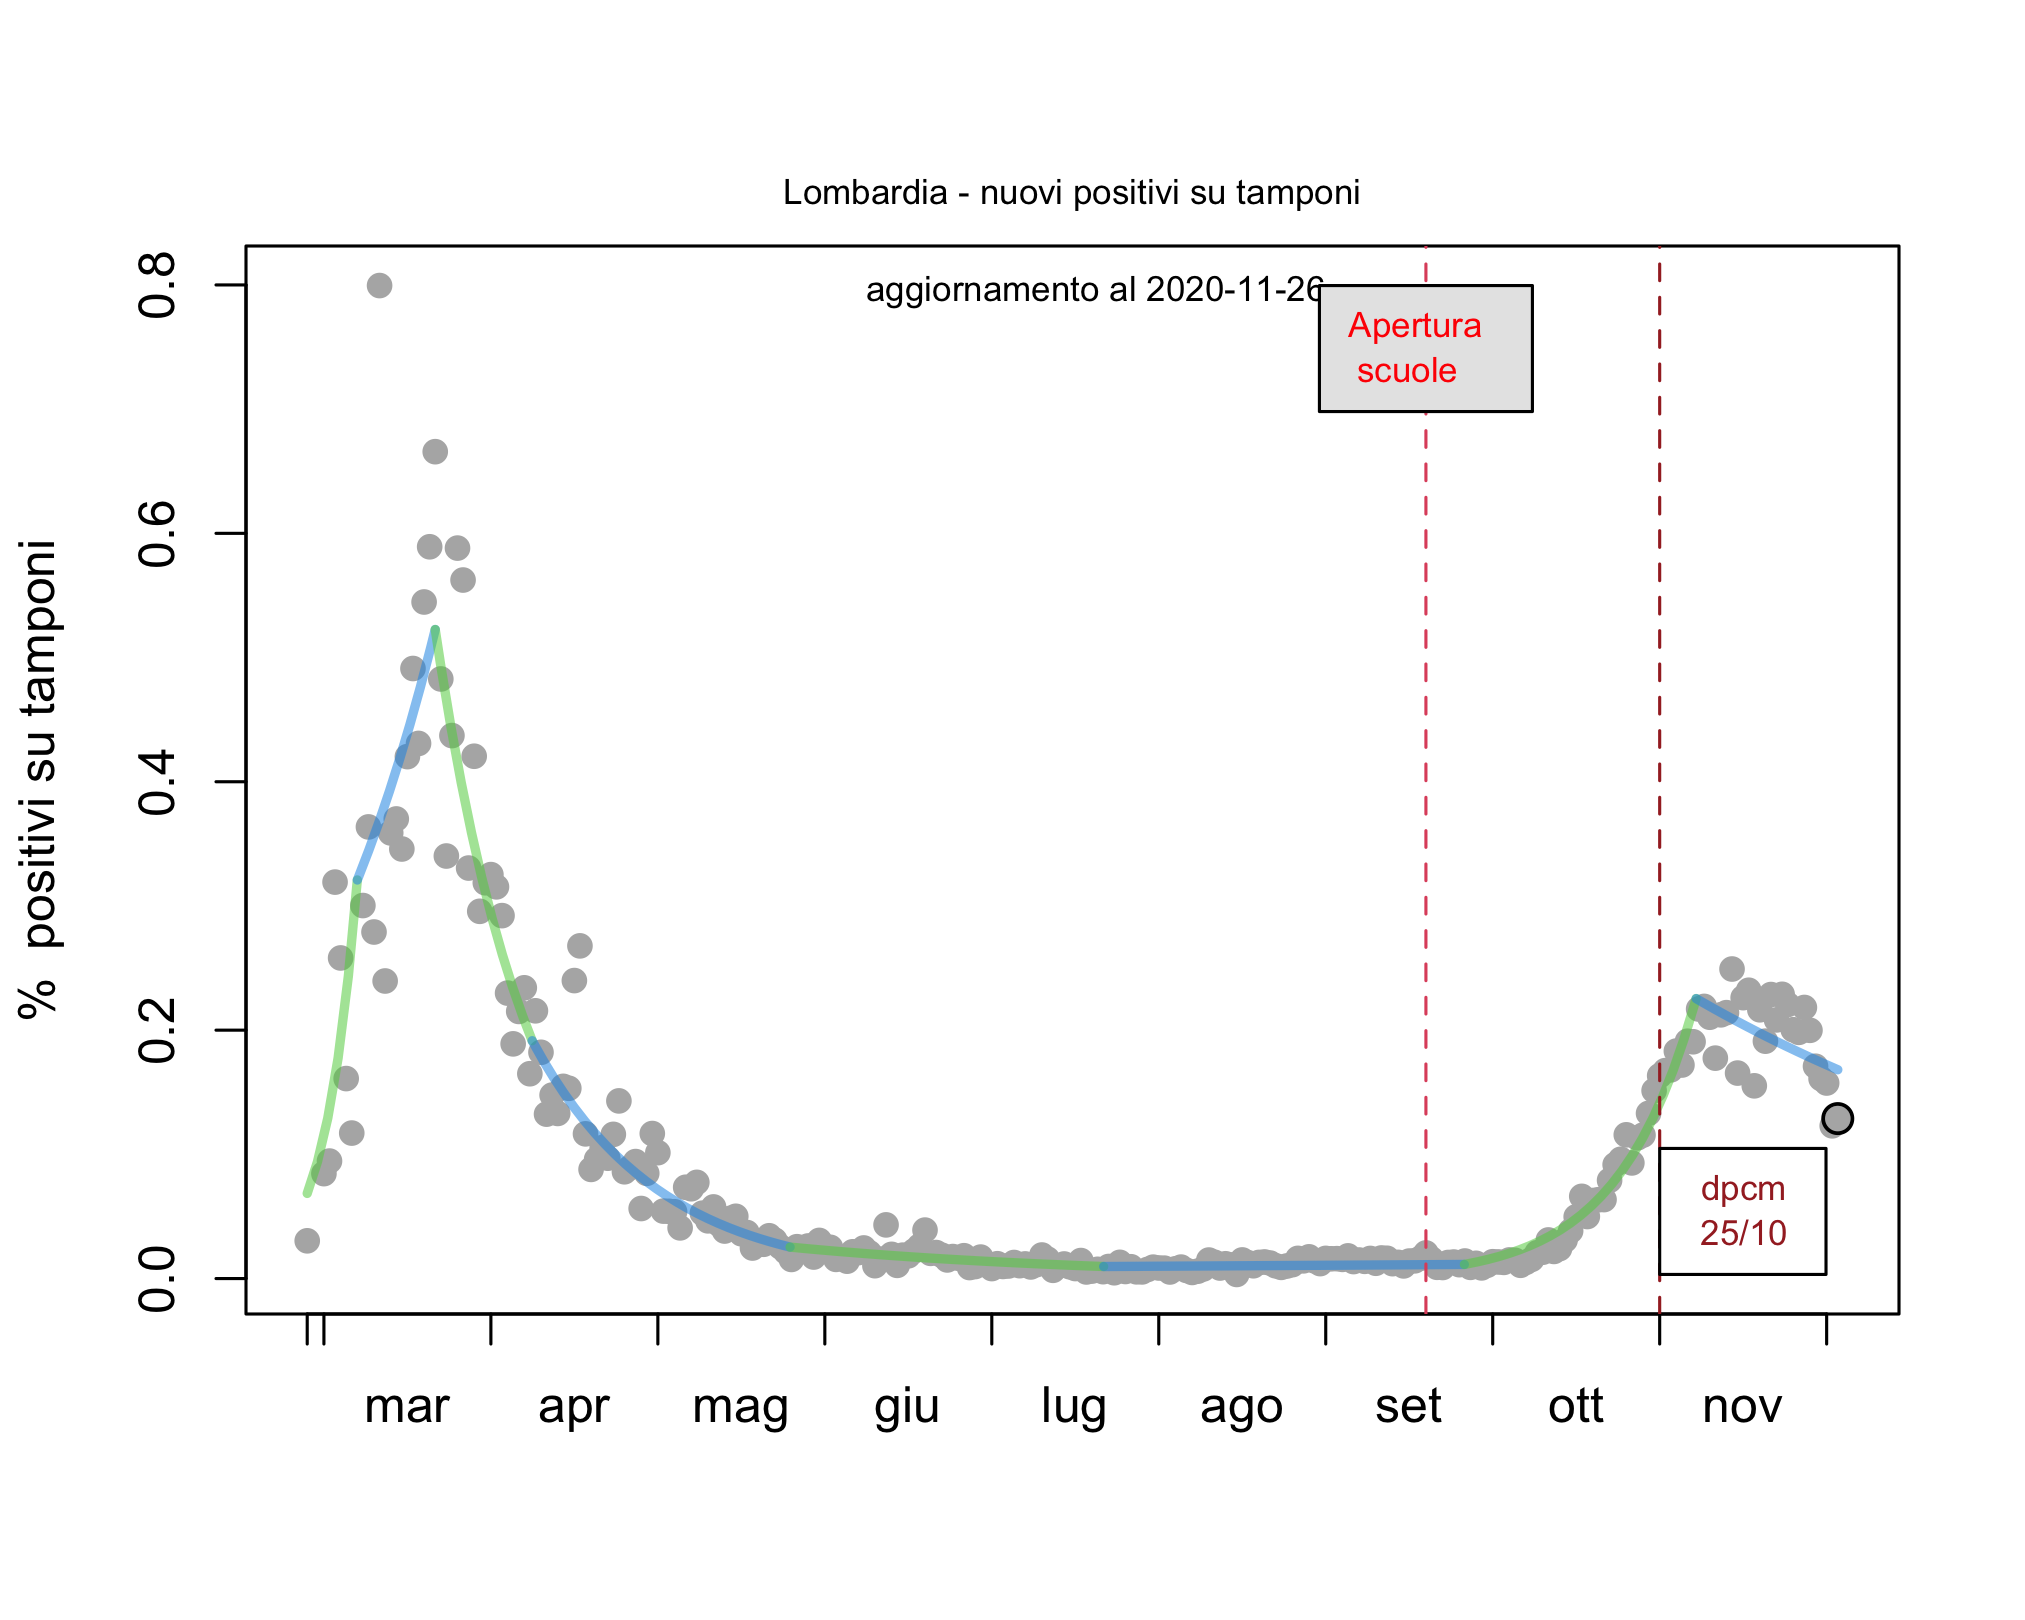 Lombardia - nuovi positivi su tamponi
aggiornamento al 2020-11-26
Apertura
scuole
% positivi su tamponi
0.8
0.6
0.4
0.2
0.0
dpcm
25/10
mar apr mag giu lug ago set ott nov